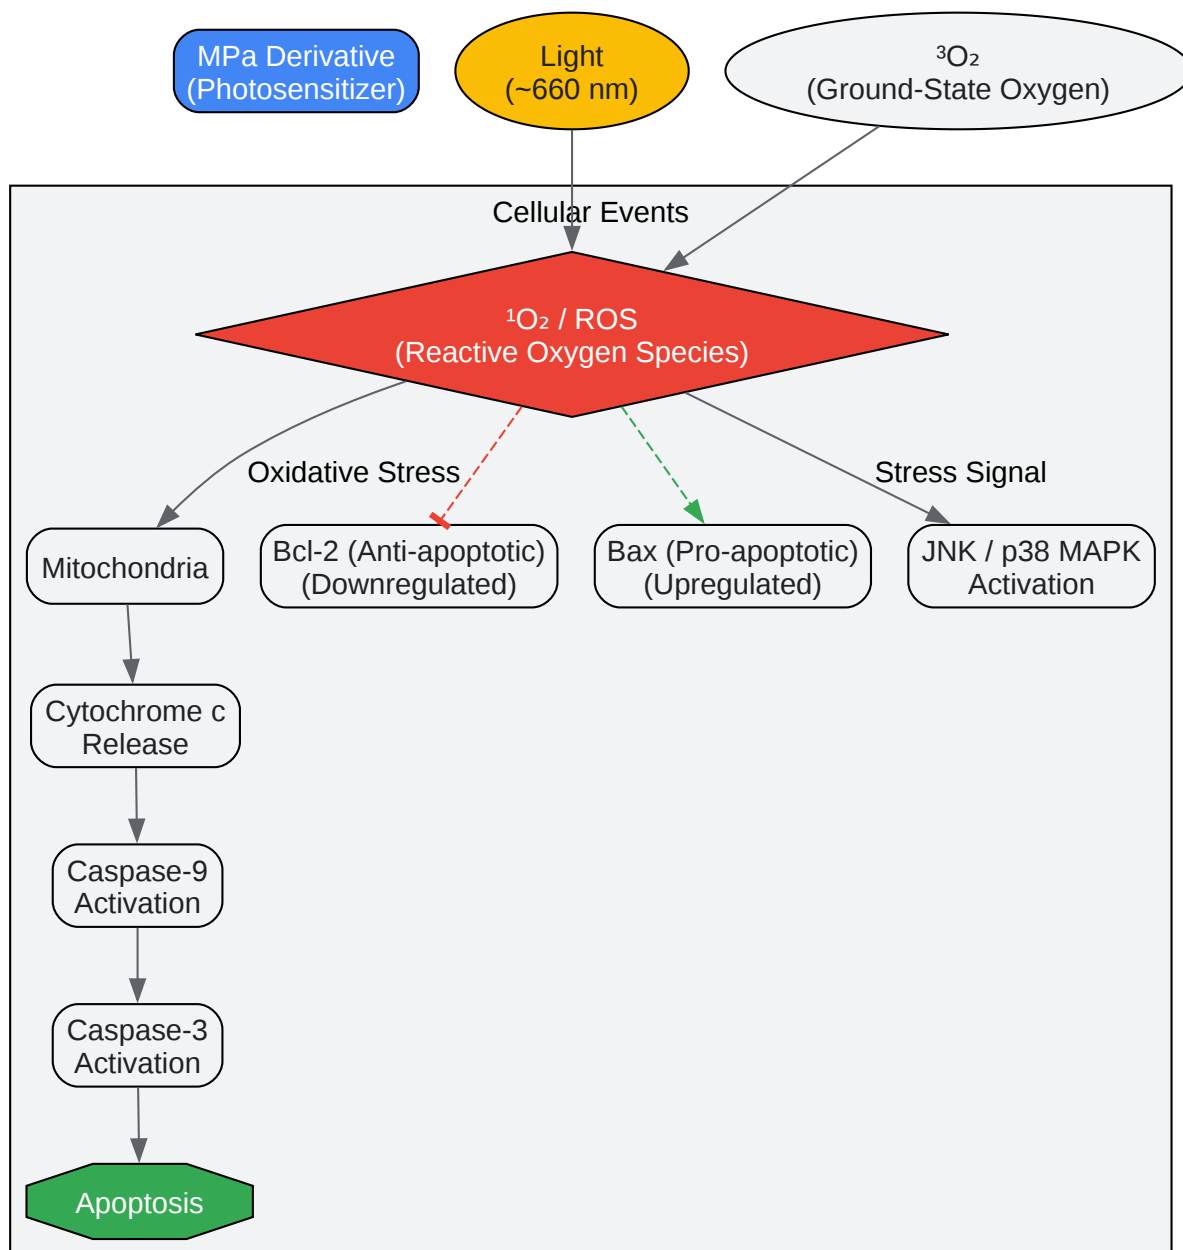 MPa Derivative
(Photosensitizer)
Light
(~660 nm)
³O₂
(Ground-State Oxygen)
Cellular Events
¹O₂ / ROS
(Reactive Oxygen Species)
Oxidative Stress
Stress Signal
Mitochondria
Bcl-2 (Anti-apoptotic)
(Downregulated)
Bax (Pro-apoptotic)
(Upregulated)
JNK / p38 MAPK
Activation
Cytochrome c
Release
Caspase-9
Activation
Caspase-3
Activation
Apoptosis